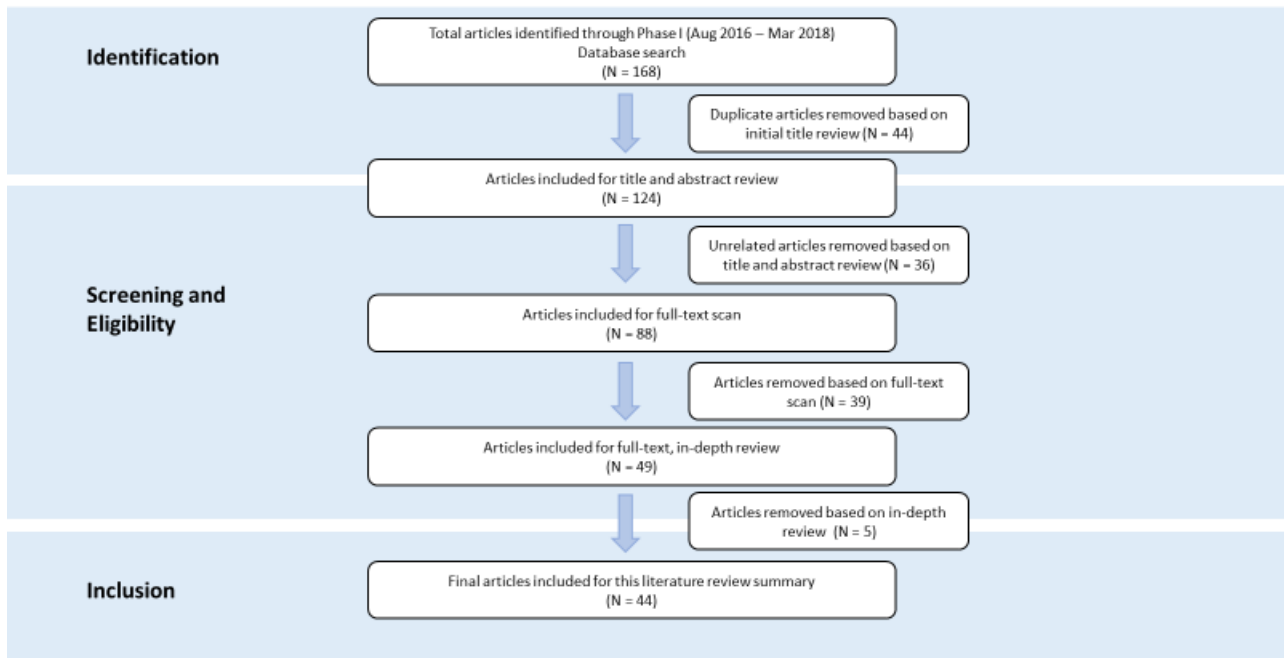 Identification
Total articles identified through Phase I (Aug 2016 – Mar 2018)
Database search
(N = 168)
Duplicate articles removed based on
initial title review (N = 44)
Articles included for title and abstract review
(N = 124)
Unrelated articles removed based on
title and abstract review (N = 36)
Screening and
Eligibility
Articles included for full-text scan
(N = 88)
Articles removed based on full-text
scan (N = 39)
Articles included for full-text, in-depth review
(N = 49)
Articles removed based on in-depth
review (N = 5)
Inclusion
Final articles included for this literature review summary
(N = 44)